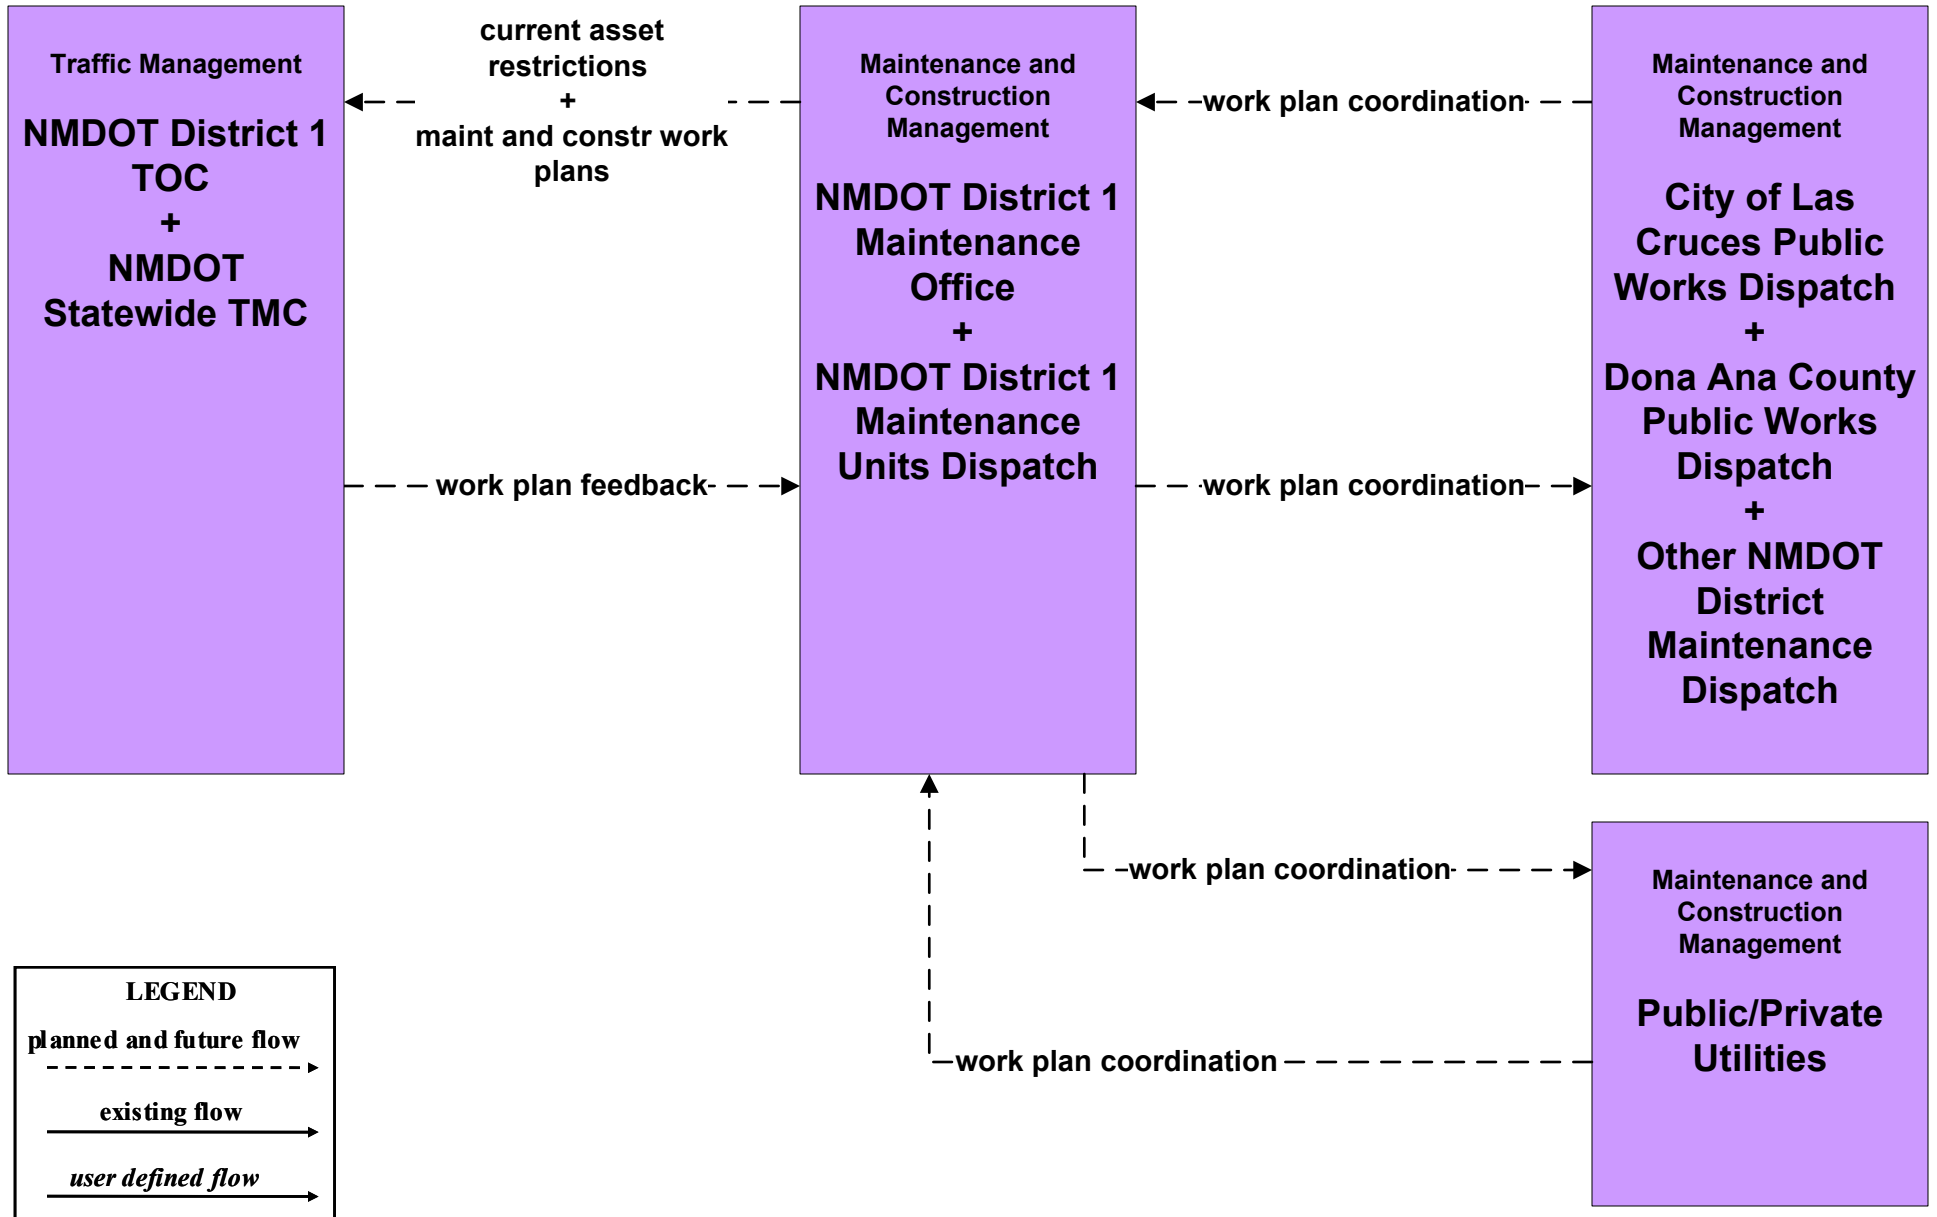 Traffic Management
NMDOT District 1
TOC
+
NMDOT
Statewide TMC
current asset
restrictions
+
maint and constr work
plans
work plan feedback
Maintenance and
Construction
Management
NMDOT District 1
Maintenance
Office
+
NMDOT District 1
Maintenance
Units Dispatch
work plan coordination
work plan coordination
Maintenance and
Construction
Management
City of Las
Cruces Public
Works Dispatch
+
Dona Ana County
Public Works
Dispatch
+
Other NMDOT
District
Maintenance
Dispatch
work plan coordination
work plan coordination
Maintenance and
Construction
Management
Public/Private
Utilities
LEGEND
planned and future flow
existing flow
user defined flow